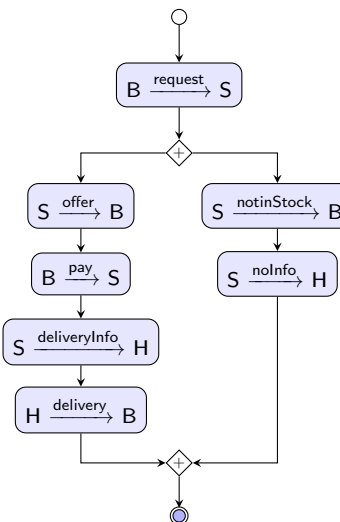 request
B ⟶ S
+
offer
S ⟶ B
notinStock
S ⟶ B
pay
B ⟶ S
noInfo
S ⟶ H
deliveryInfo
S ⟶ H
delivery
H ⟶ B
+